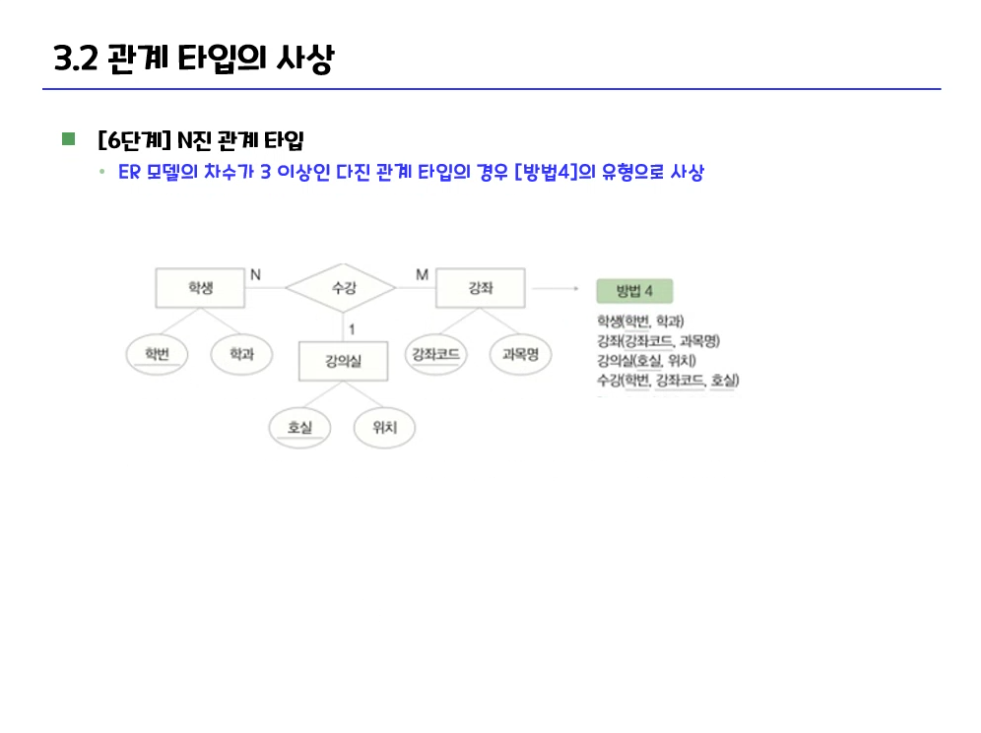 3.2 관계 타입의 사상
[6단계] N진 관계 타입
• ER 모델의 차수가 3 이상인 다진 관계 타입의 경우 [방법4]의 유형으로 사상
학생 N 수강 M 강좌
방법 4
학생(학번, 학과)
강좌(강좌코드, 과목명)
강의실(호실, 위치)
수강(학번, 강좌코드, 호실)
1
학번 학과 강의실 강좌코드 과목명
호실 위치